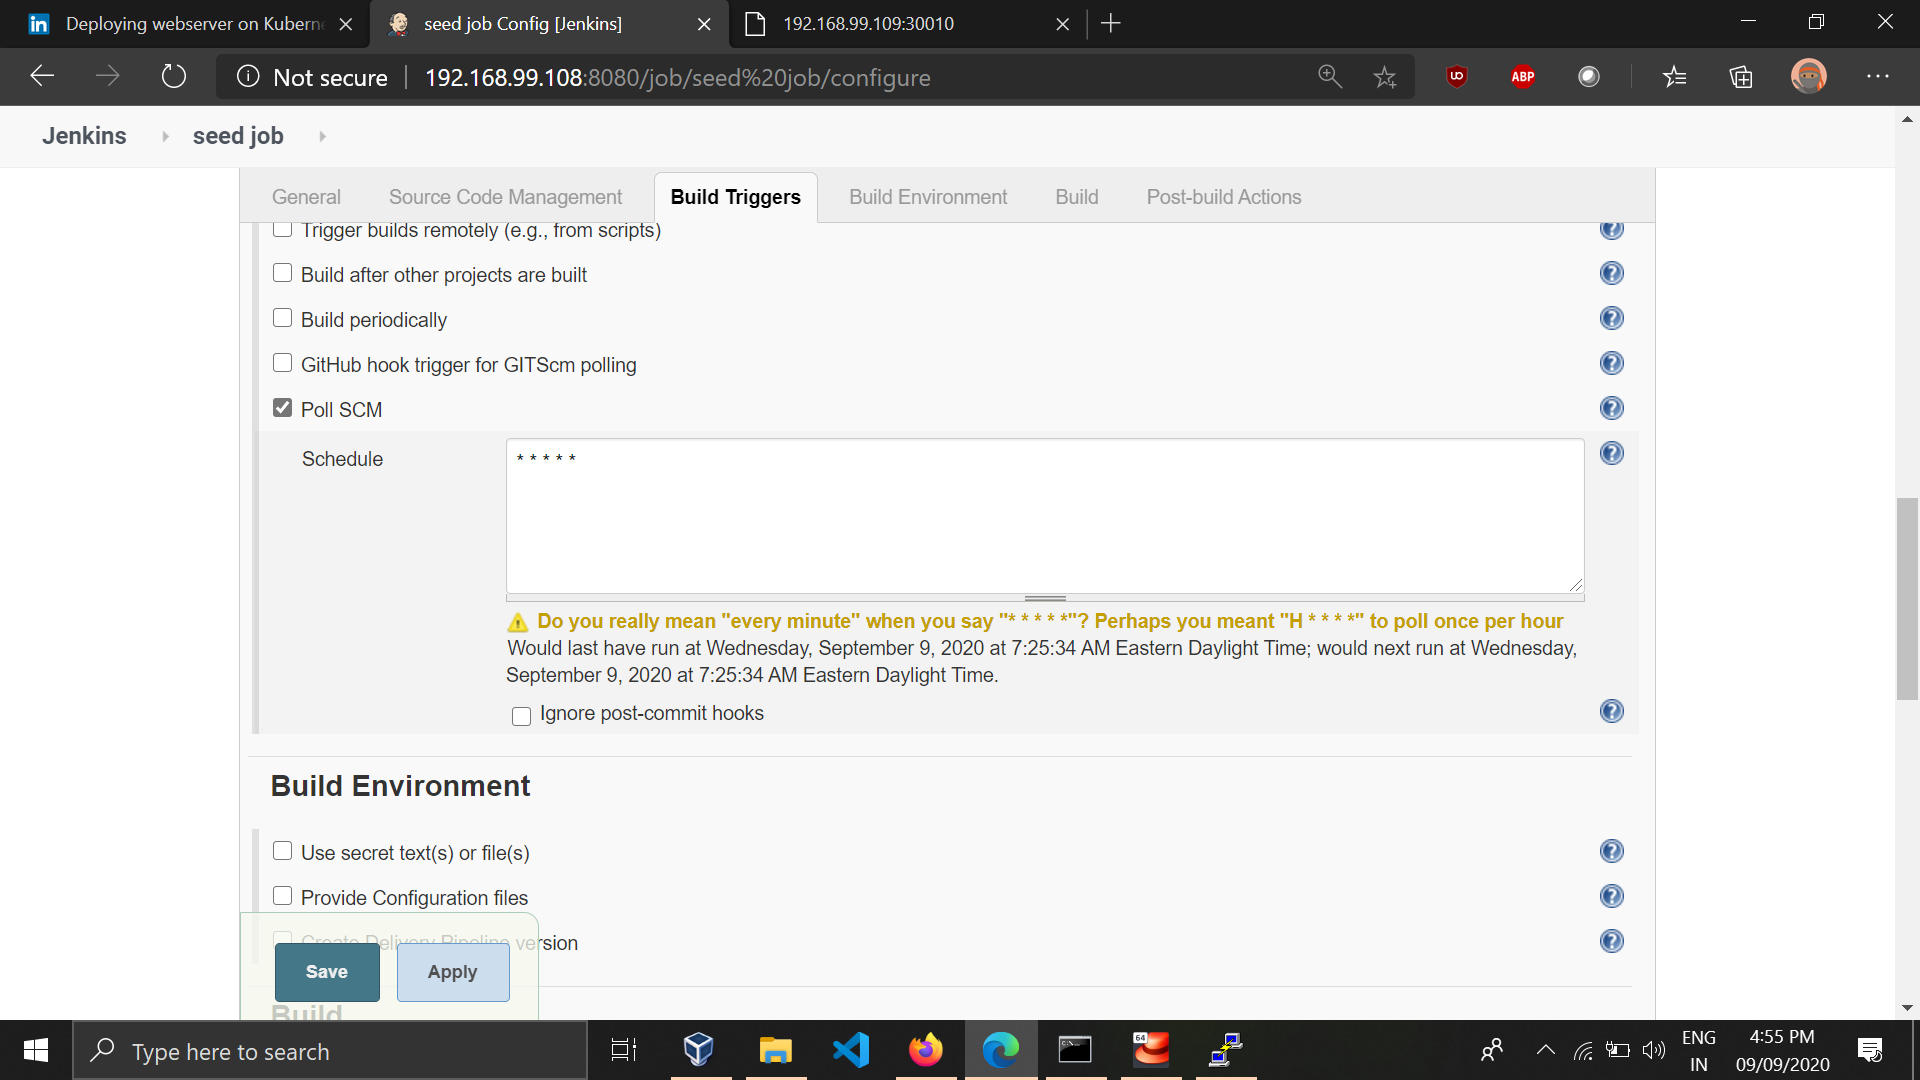 Deploying webserver on Kuberne
seed job Config [Jenkins]
192.168.99.109:30010
Not secure
192.168.99.108:8080/job/seed%20job/configure
ABP
Jenkins
seed job
General
Source Code Management
Build Triggers
Build Environment
Build
Post-build Actions
Trigger builds remotely (e.g., from scripts)
Build after other projects are built
Build periodically
GitHub hook trigger for GITScm polling
Poll SCM
Schedule
* * * * *
Do you really mean "every minute" when you say "* * * * *"? Perhaps you meant "H * * * *" to poll once per hour
Would last have run at Wednesday, September 9, 2020 at 7:25:34 AM Eastern Daylight Time; would next run at Wednesday,
September 9, 2020 at 7:25:34 AM Eastern Daylight Time.
Ignore post-commit hooks
Build Environment
Use secret text(s) or file(s)
Provide Configuration files
Create Delivery Pipeline version
Save
Apply
Build
Type here to search
64
ENG
IN
4:55 PM
09/09/2020